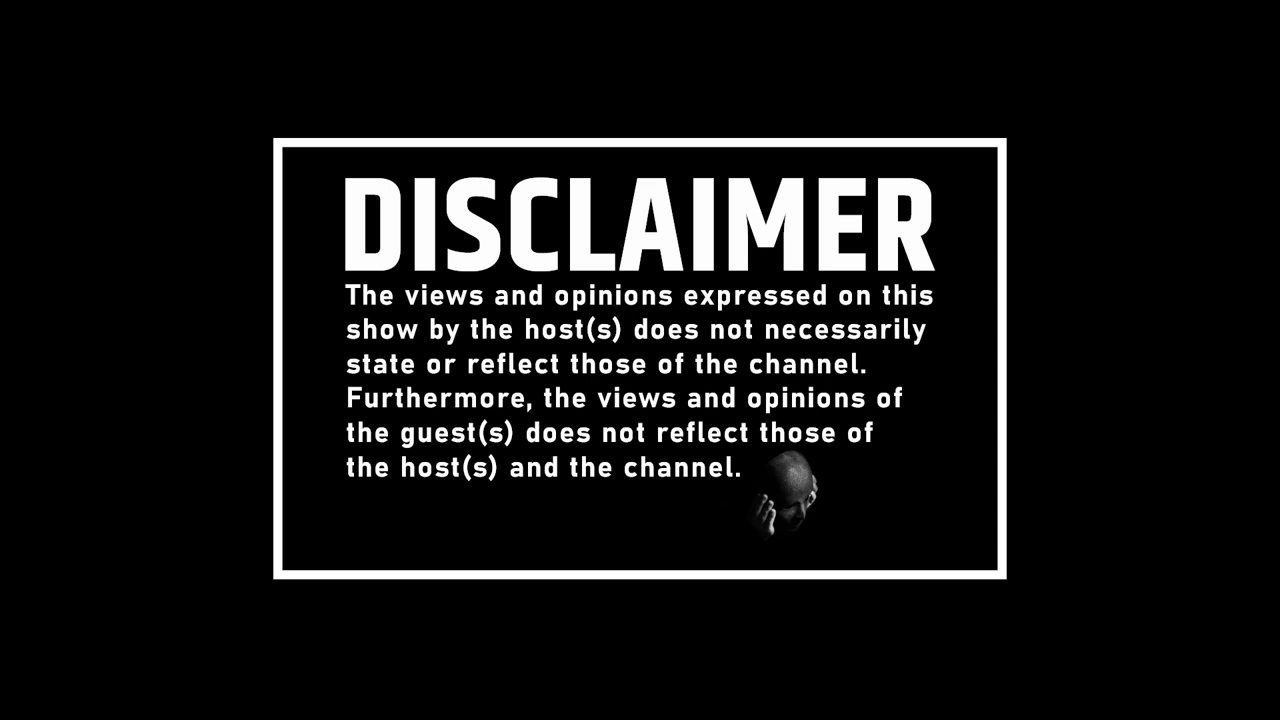 DISCLAIMER
The views and opinions expressed on this
show by the host(s) does not necessarily
state or reflect those of the channel.
Furthermore, the views and opinions of
the guest(s) does not reflect those of
the host(s) and the channel.